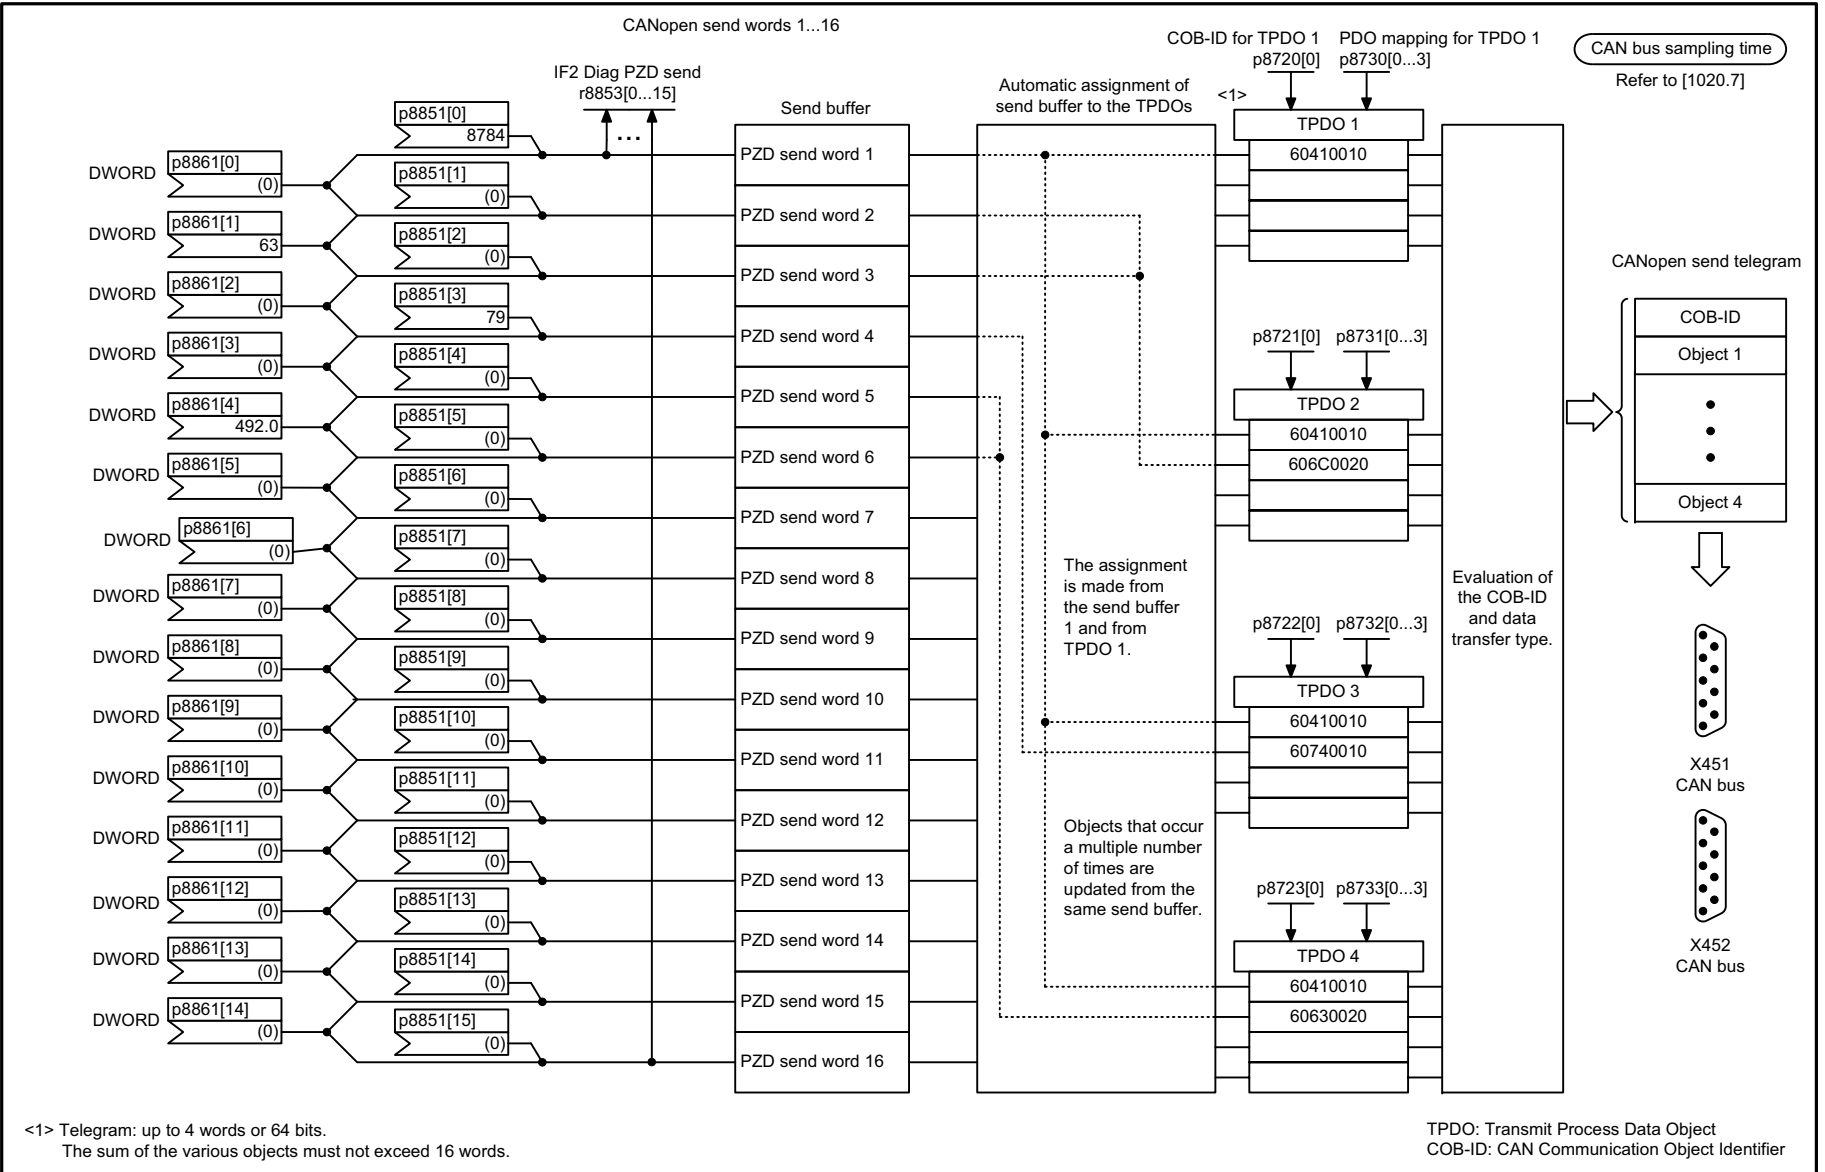 CANopen send words 1...16
COB-ID for TPDO 1
p8720[0]
PDO mapping for TPDO 1
p8730[0...3]
CAN bus sampling time
Refer to [1020.7]
IF2 Diag PZD send
r8853[0...15]
...
Send buffer
Automatic assignment of
send buffer to the TPDOs
<1>
DWORD p8861[0]
(0)
DWORD p8861[1]
63
DWORD p8861[2]
(0)
DWORD p8861[3]
(0)
DWORD p8861[4]
492.0
DWORD p8861[5]
(0)
DWORD p8861[6]
(0)
DWORD p8861[7]
(0)
DWORD p8861[8]
(0)
DWORD p8861[9]
(0)
DWORD p8861[10]
(0)
DWORD p8861[11]
(0)
DWORD p8861[12]
(0)
DWORD p8861[13]
(0)
DWORD p8861[14]
(0)
p8851[0]
8784
p8851[1]
(0)
p8851[2]
(0)
p8851[3]
79
p8851[4]
(0)
p8851[5]
(0)
p8851[6]
(0)
p8851[7]
(0)
p8851[8]
(0)
p8851[9]
(0)
p8851[10]
(0)
p8851[11]
(0)
p8851[12]
(0)
p8851[13]
(0)
p8851[14]
(0)
p8851[15]
(0)
PZD send word 1
PZD send word 2
PZD send word 3
PZD send word 4
PZD send word 5
PZD send word 6
PZD send word 7
PZD send word 8
PZD send word 9
PZD send word 10
PZD send word 11
PZD send word 12
PZD send word 13
PZD send word 14
PZD send word 15
PZD send word 16
The assignment
is made from
the send buffer
1 and from
TPDO 1.
Objects that occur
a multiple number
of times are
updated from the
same send buffer.
TPDO 1
60410010
p8721[0] p8731[0...3]
TPDO 2
60410010
606C0020
p8722[0] p8732[0...3]
TPDO 3
60410010
60740010
p8723[0] p8733[0...3]
TPDO 4
60410010
60630020
Evaluation of
the COB-ID
and data
transfer type.
CANopen send telegram
COB-ID
Object 1
Object 4
X451
CAN bus
X452
CAN bus
<1> Telegram: up to 4 words or 64 bits.
The sum of the various objects must not exceed 16 words.
TPDO: Transmit Process Data Object
COB-ID: CAN Communication Object Identifier